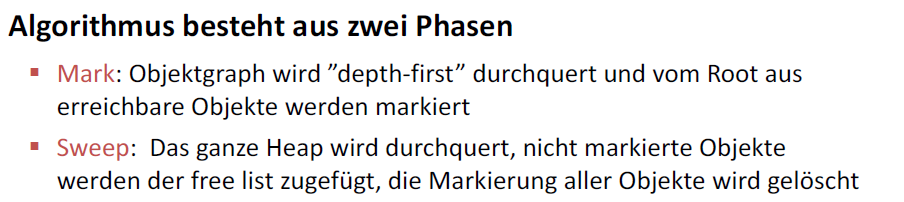 Algorithmus besteht aus zwei Phasen
▪ Mark: Objektgraph wird ”depth-first” durchquert und vom Root aus
erreichbare Objekte werden markiert
▪ Sweep: Das ganze Heap wird durchquert, nicht markierte Objekte
werden der free list zugefügt, die Markierung aller Objekte wird gelöscht